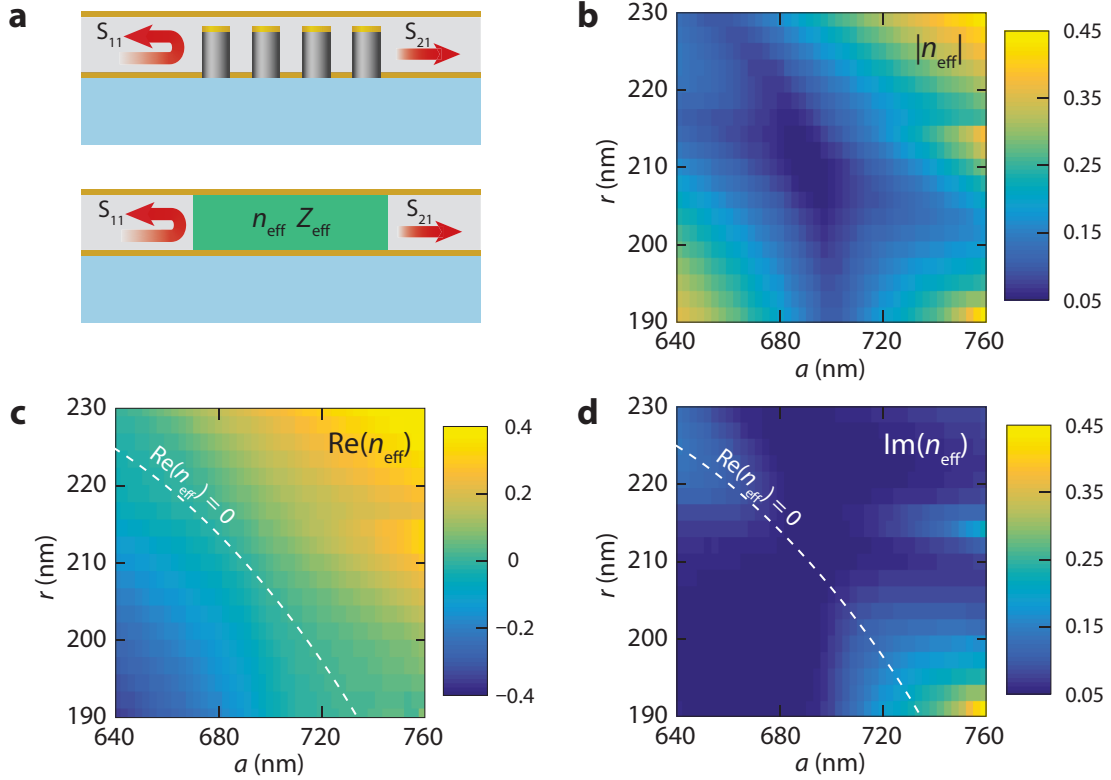 a
S11
S21
S11
neff Zeff
S21
b
|neff|
230
220
210
200
190
640
680
720
760
r (nm)
a (nm)
0.45
0.35
0.25
0.15
0.05
c
Re(neff)
Re(neff) = 0
230
220
210
200
190
640
680
720
760
r (nm)
a (nm)
0.4
0.2
0
−0.2
−0.4
d
Im(neff)
Re(neff) = 0
230
220
210
200
190
640
680
720
760
r (nm)
a (nm)
0.45
0.35
0.25
0.15
0.05